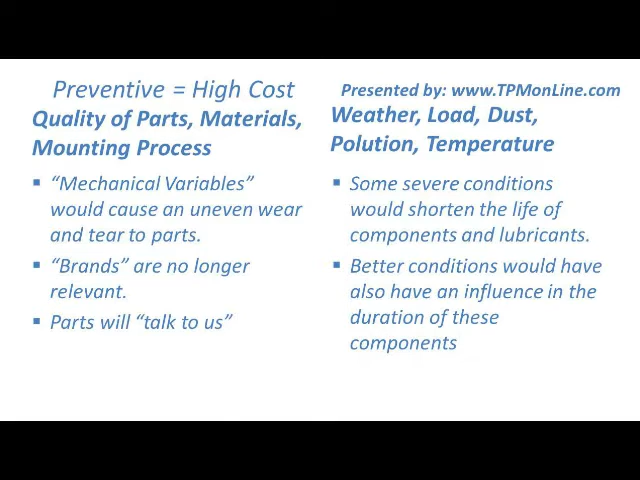 Preventive = High Cost
Presented by: www.TPMonLine.com
Quality of Parts, Materials,
Mounting Process
▪ “Mechanical Variables”
would cause an uneven wear
and tear to parts.
▪ “Brands” are no longer
relevant.
▪ Parts will “talk to us”
Weather, Load, Dust,
Polution, Temperature
▪ Some severe conditions
would shorten the life of
components and lubricants.
▪ Better conditions would have
also have an influence in the
duration of these
components